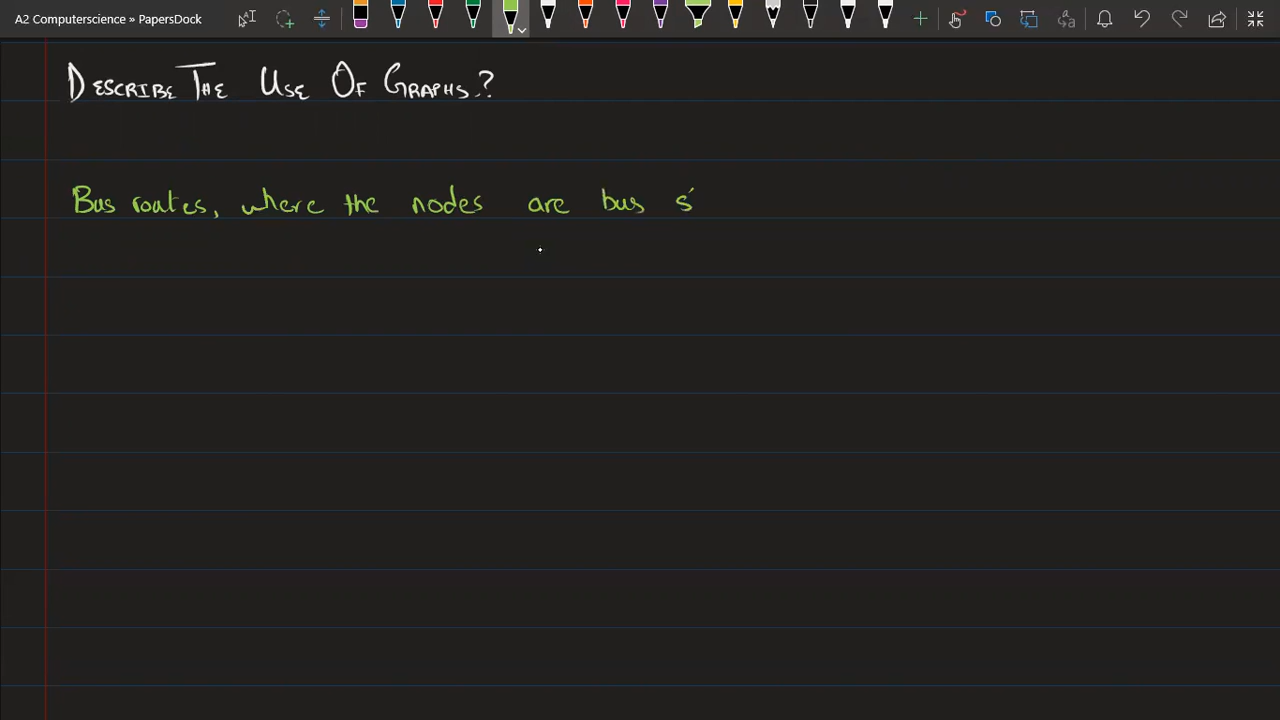 A2 Computerscience » PapersDock
DESCRIBE THE USE OF GRAPHS?
Bus routes, where the nodes are bus s